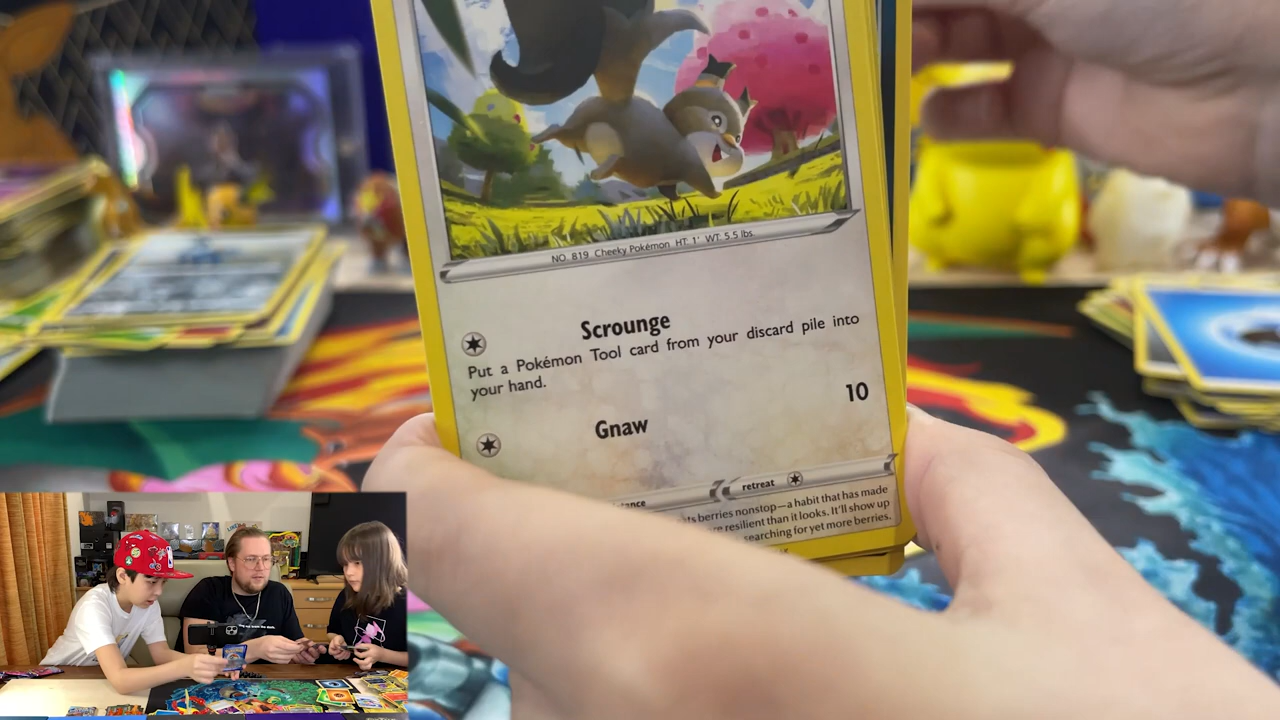 NO. 819 Cheeky Pokémon HT: 1' WT: 5.5 lbs.
Scrounge
Put a Pokémon Tool card from your discard pile into
your hand.
Gnaw 10
retreat
berries nonstop—a habit that has made
resilient than it looks. It'll show up
searching for yet more berries.